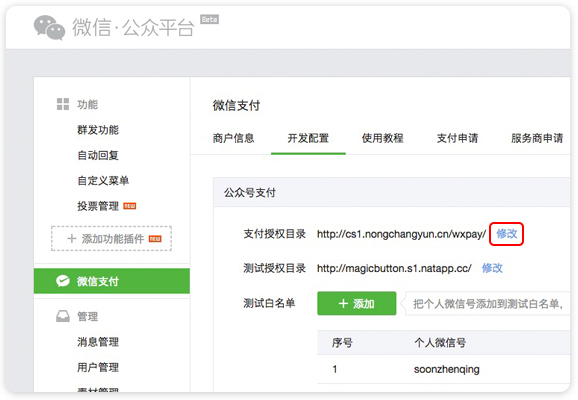 微信·公众平台 Beta
功能
群发功能
自动回复
自定义菜单
投票管理 NEW
+ 添加功能插件 NEW
微信支付
管理
消息管理
用户管理
素材管理
微信支付
商户信息 开发配置 使用教程 支付申请 服务商申请
公众号支付
支付授权目录 http://cs1.nongchangyun.cn/wxpay/ 修改
测试授权目录 http://magicbutton.s1.natapp.cc/ 修改
测试白名单 + 添加 把个人微信号添加到测试白名单,
序号 个人微信号
1 soonzhenqing